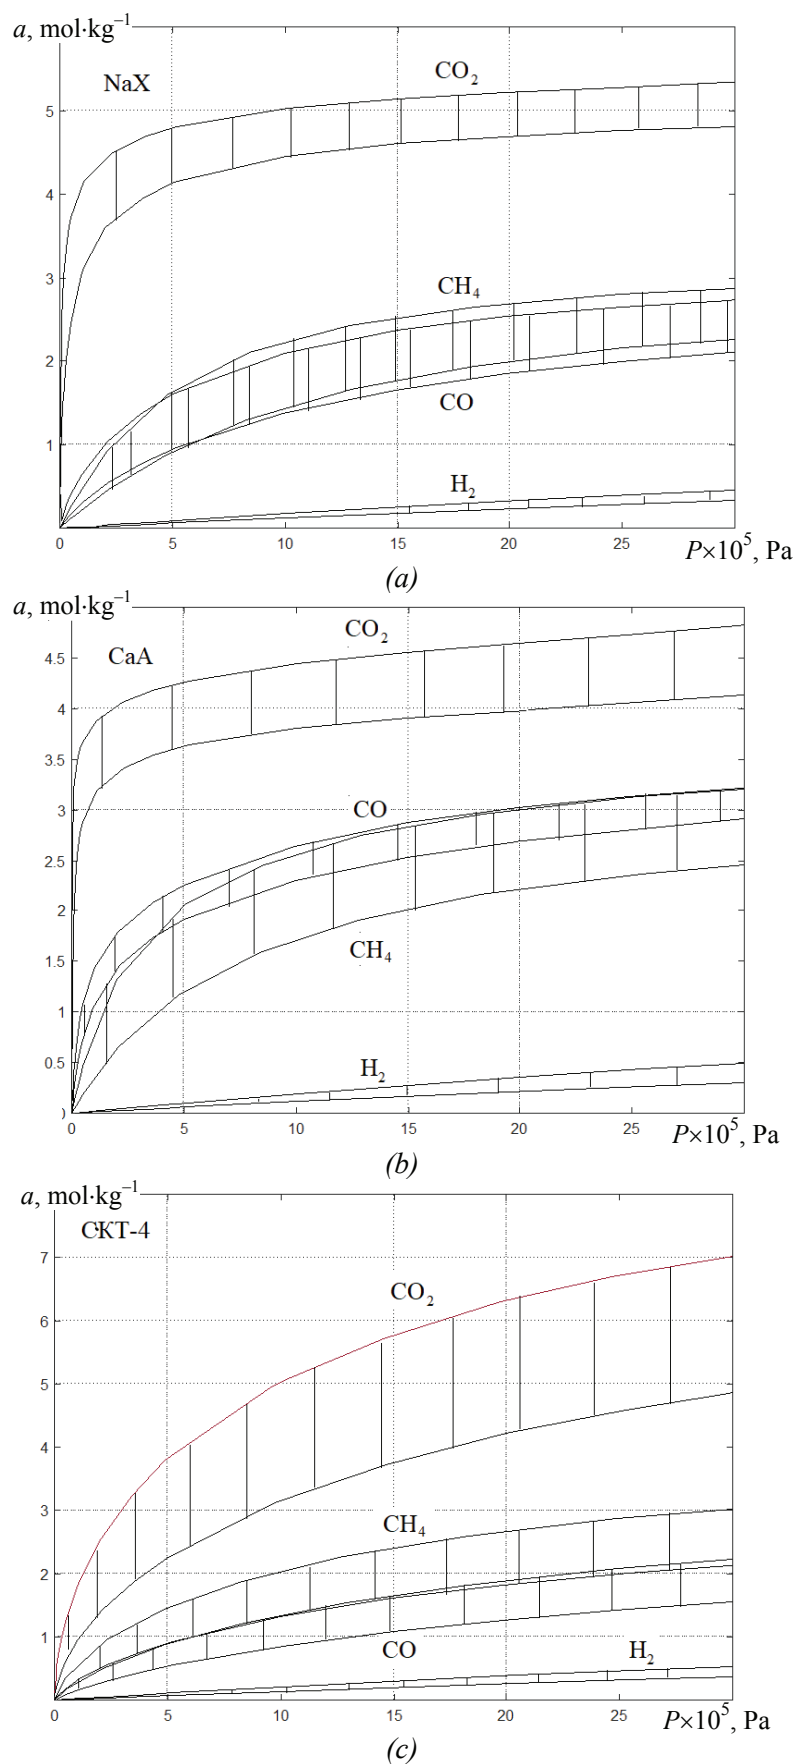 a, mol·kg⁻¹
NaX
CO₂
5
4
3
CH₄
2
CO
1
H₂
0 5 10 15 20 25
P×10⁵, Pa
(a)
a, mol·kg⁻¹
CO₂
CaA
4.5
4
3.5
CO
3
2.5
2
CH₄
1.5
1
H₂
0.5
0 5 10 15 20 25
P×10⁵, Pa
(b)
a, mol·kg⁻¹
СКТ-4
7
CO₂
6
5
4
3
CH₄
2
1
CO
H₂
0 5 10 15 20 25
P×10⁵, Pa
(c)